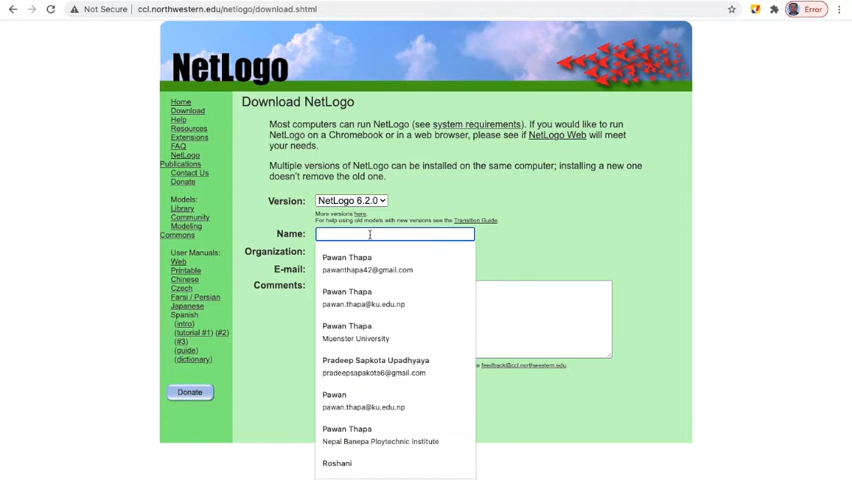 Not Secure ccl.northwestern.edu/netlogo/download.shtml
Error
NetLogo
Home
Download
Help
Resources
Extensions
FAQ
NetLogo
Publications
Contact Us
Donate
Models:
Library
Community
Modeling
Commons
User Manuals:
Web
Printable
Chinese
Czech
Farsi / Persian
Japanese
Spanish
(intro)
(tutorial #1) (#2)
(#3)
(guide)
(dictionary)
Donate
Download NetLogo
Most computers can run NetLogo (see system requirements). If you would like to run
NetLogo on a Chromebook or in a web browser, please see if NetLogo Web will meet
your needs.
Multiple versions of NetLogo can be installed on the same computer; installing a new one
doesn't remove the old one.
Version: NetLogo 6.2.0
More versions here.
For help using old models with new versions see the Transition Guide.
Name:
Organization:
E-mail:
Comments:
Pawan Thapa
pawanthapa42@gmail.com
Pawan Thapa
pawan.thapa@ku.edu.np
Pawan Thapa
Muenster University
Pradeep Sapkota Upadhyaya
pradeepsapakota6@gmail.com
Pawan
pawan.thapa@ku.edu.np
Pawan Thapa
Nepal Banepa Ploytechnic Institute
Roshani
feedback@ccl.northwestern.edu.